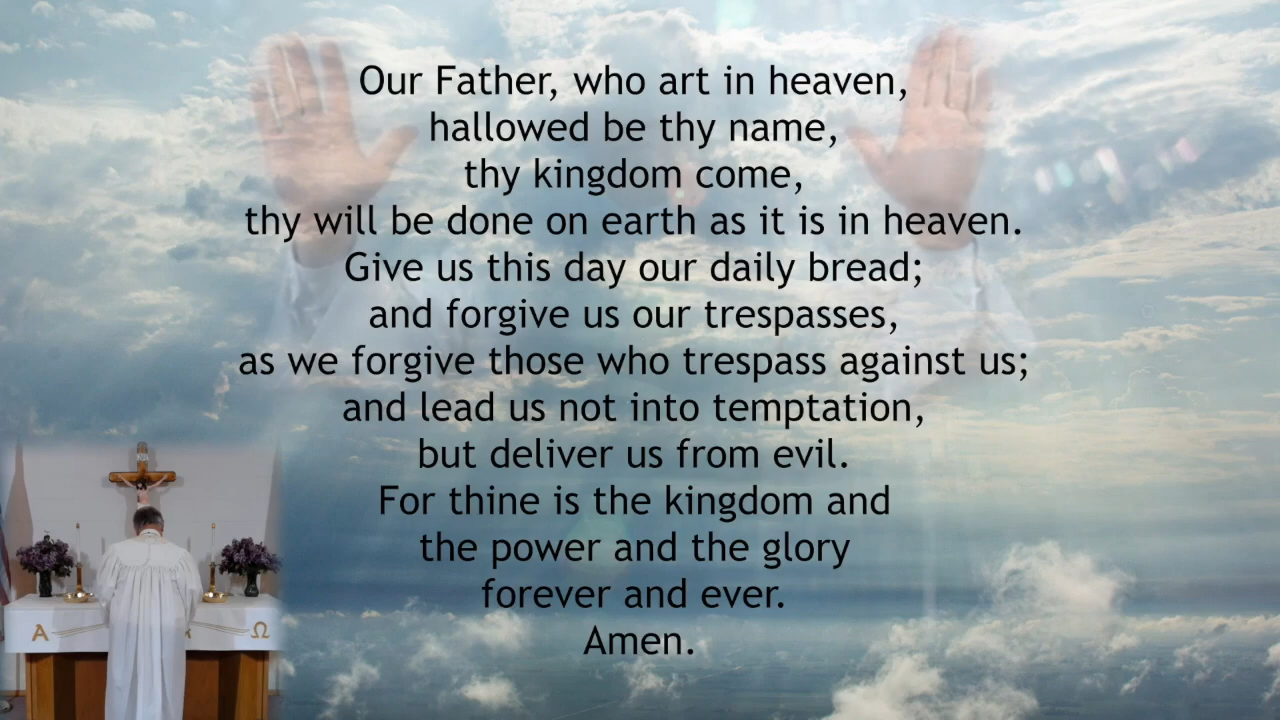 Our Father, who art in heaven,
hallowed be thy name,
thy kingdom come,
thy will be done on earth as it is in heaven.
Give us this day our daily bread;
and forgive us our trespasses,
as we forgive those who trespass against us;
and lead us not into temptation,
but deliver us from evil.
For thine is the kingdom and
the power and the glory
forever and ever.
Amen.
Α Ω